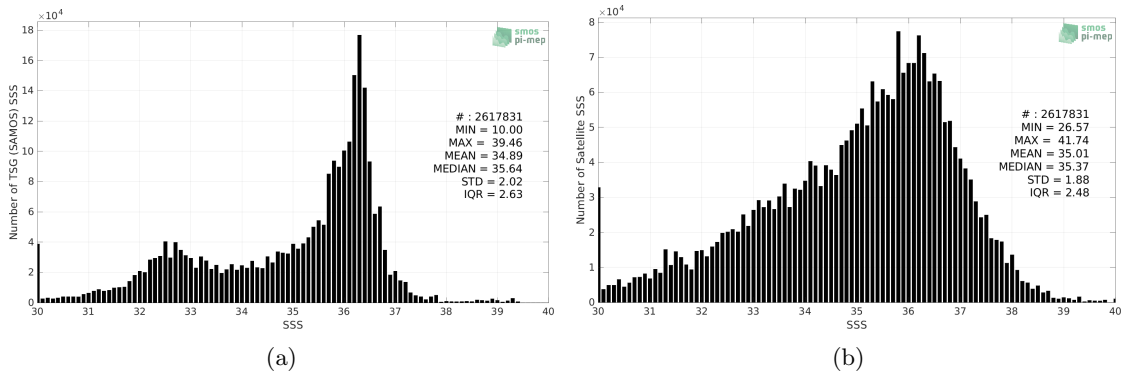 ×10⁴
18
16
14
12
10
8
6
4
2
0
Number of TSG (SAMOS) SSS
30 31 32 33 34 35 36 37 38 39 40
SSS
smos
pi-mep
# : 2617831
MIN = 10.00
MAX = 39.46
MEAN = 34.89
MEDIAN = 35.64
STD = 2.02
IQR = 2.63
(a)
×10⁴
8
7
6
5
4
3
2
1
0
Number of Satellite SSS
30 31 32 33 34 35 36 37 38 39 40
SSS
smos
pi-mep
# : 2617831
MIN = 26.57
MAX = 41.74
MEAN = 35.01
MEDIAN = 35.37
STD = 1.88
IQR = 2.48
(b)